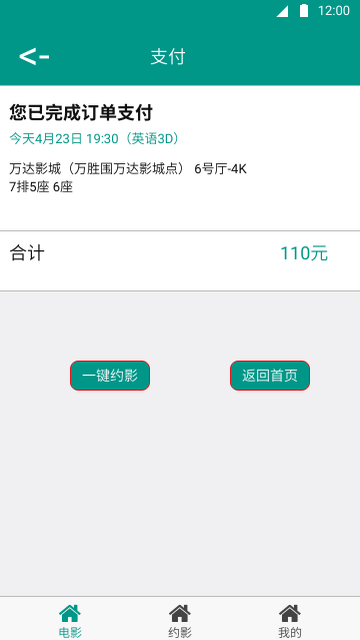 12:00
<- 支付
您已完成订单支付
今天4月23日 19:30（英语3D）
万达影城（万胜围万达影城点） 6号厅-4K
7排5座 6座
合计 110元
一键约影 返回首页
电影 约影 我的